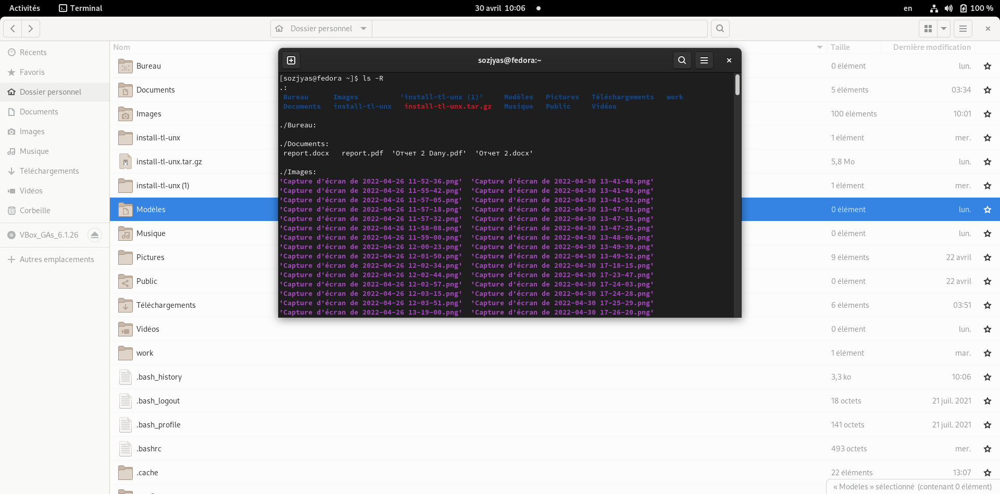 Activités Terminal 30 avril 10:06 en 100 %
Dossier personnel
Récents
Favoris
Dossier personnel
Documents
Images
Musique
Téléchargements
Vidéos
Corbeille
VBox_GAs_6.1.26
Autres emplacements
Nom Taille Dernière modification
Bureau 0 élément lun.
Documents 5 éléments 03:34
Images 100 éléments 10:01
install-tl-unx 1 élément mer.
install-tl-unx.tar.gz 5,8 Mo lun.
install-tl-unx (1) 1 élément mer.
Modèles 0 élément lun.
Musique 0 élément lun.
Pictures 9 éléments 22 avril
Public 0 élément 22 avril
Téléchargements 6 éléments 03:51
Vidéos 0 élément lun.
work 1 élément mar.
.bash_history 3,3 ko 10:06
.bash_logout 18 octets 21 juil. 2021
.bash_profile 141 octets 21 juil. 2021
.bashrc 493 octets mer.
.cache 22 éléments 13:07
« Modèles » sélectionné (contenant 0 élément)
sozjyas@fedora:~
[sozjyas@fedora ~]$ ls -R
.:
Bureau Images 'install-tl-unx (1)' Modèles Pictures Téléchargements work
Documents install-tl-unx install-tl-unx.tar.gz Musique Public Vidéos
./Bureau:
./Documents:
report.docx report.pdf 'Отчет 2 Dany.pdf' 'Отчет 2.docx'
./Images:
'Capture d’écran de 2022-04-26 11-52-36.png' 'Capture d’écran de 2022-04-30 13-41-48.png'
'Capture d’écran de 2022-04-26 11-55-42.png' 'Capture d’écran de 2022-04-30 13-41-49.png'
'Capture d’écran de 2022-04-26 11-57-05.png' 'Capture d’écran de 2022-04-30 13-41-52.png'
'Capture d’écran de 2022-04-26 11-57-18.png' 'Capture d’écran de 2022-04-30 13-47-01.png'
'Capture d’écran de 2022-04-26 11-57-32.png' 'Capture d’écran de 2022-04-30 13-47-15.png'
'Capture d’écran de 2022-04-26 11-58-08.png' 'Capture d’écran de 2022-04-30 13-47-25.png'
'Capture d’écran de 2022-04-26 11-59-00.png' 'Capture d’écran de 2022-04-30 13-48-06.png'
'Capture d’écran de 2022-04-26 12-00-23.png' 'Capture d’écran de 2022-04-30 13-49-39.png'
'Capture d’écran de 2022-04-26 12-01-50.png' 'Capture d’écran de 2022-04-30 13-49-52.png'
'Capture d’écran de 2022-04-26 12-02-34.png' 'Capture d’écran de 2022-04-30 17-18-15.png'
'Capture d’écran de 2022-04-26 12-02-44.png' 'Capture d’écran de 2022-04-30 17-23-47.png'
'Capture d’écran de 2022-04-26 12-02-57.png' 'Capture d’écran de 2022-04-30 17-24-03.png'
'Capture d’écran de 2022-04-26 12-03-15.png' 'Capture d’écran de 2022-04-30 17-24-28.png'
'Capture d’écran de 2022-04-26 12-03-51.png' 'Capture d’écran de 2022-04-30 17-25-29.png'
'Capture d’écran de 2022-04-26 13-19-00.png' 'Capture d’écran de 2022-04-30 17-26-20.png'